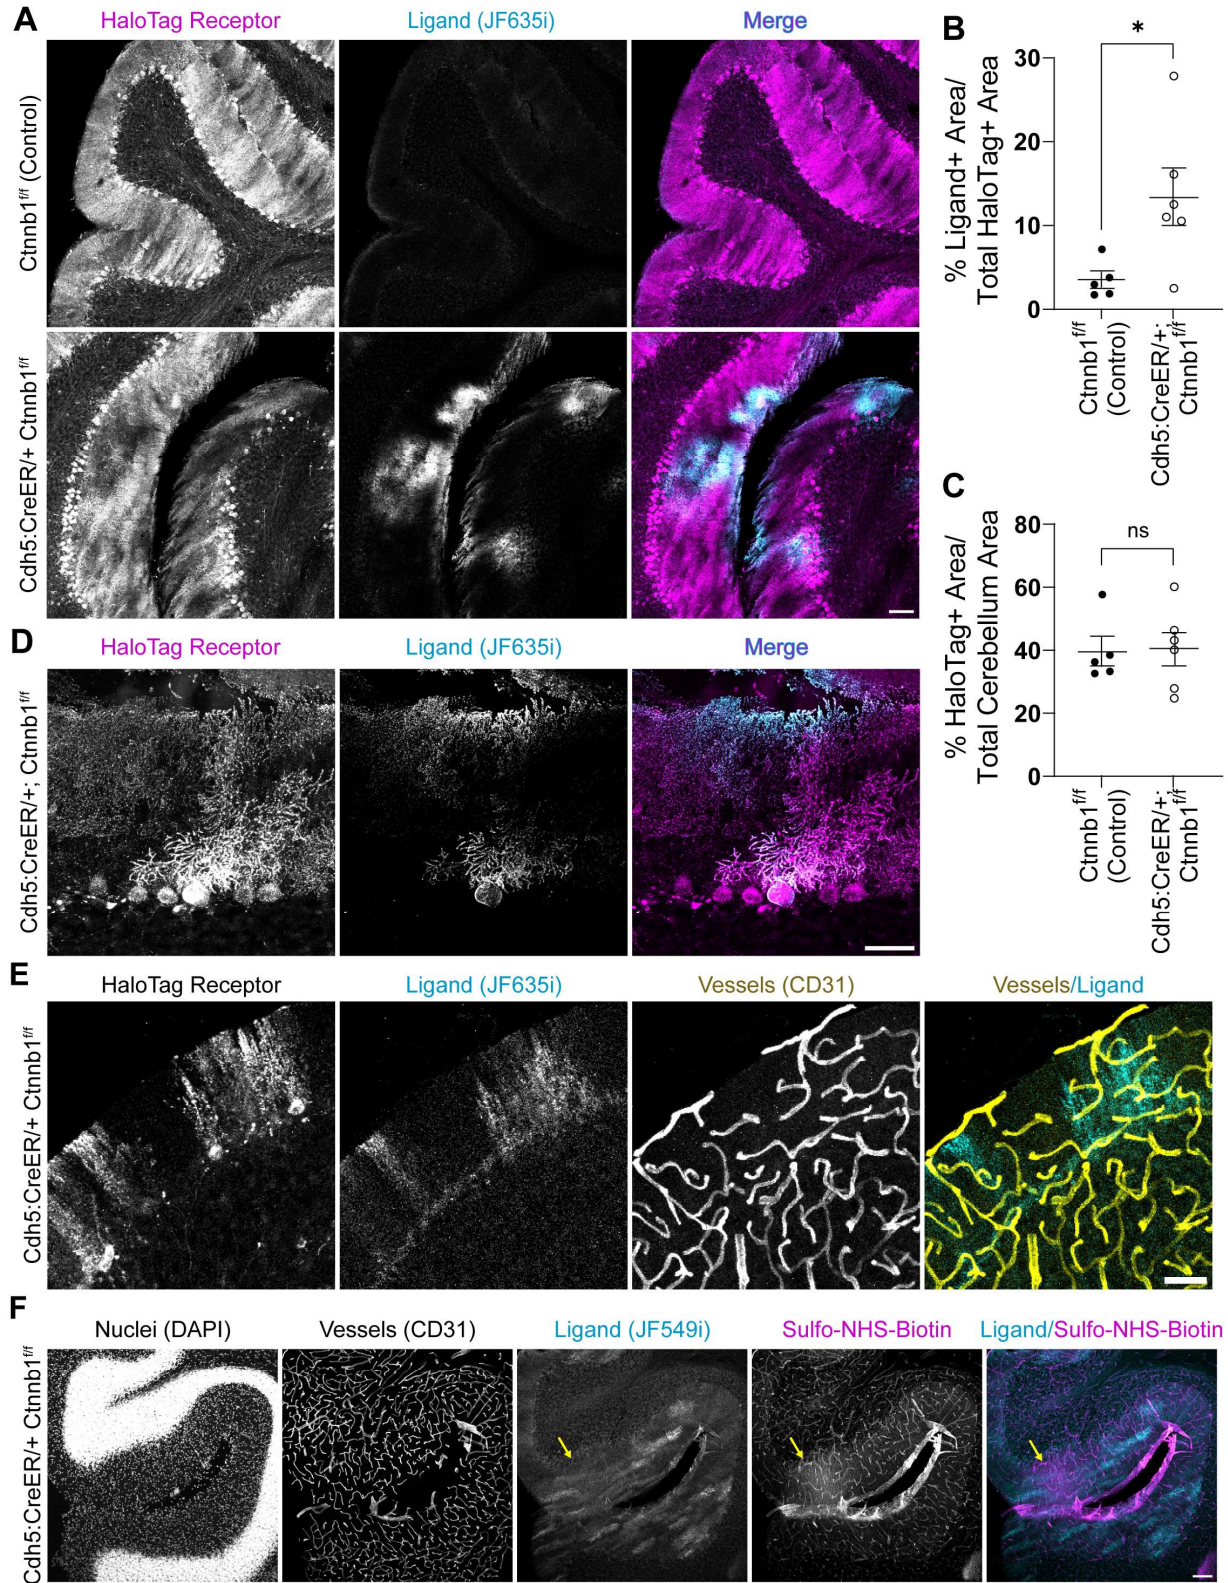 A
HaloTag Receptor
Ligand (JF635i)
Merge
Ctnnb1f/f (Control)
Cdh5:CreER/+ Ctnnb1f/f
B
*
% Ligand+ Area/
Total HaloTag+ Area
30
20
10
0
Ctnnb1f/f
(Control)
Cdh5:CreER/+;
Ctnnb1f/f
C
ns
% HaloTag+ Area/
Total Cerebellum Area
80
60
40
20
0
Ctnnb1f/f
(Control)
Cdh5:CreER/+;
Ctnnb1f/f
D
HaloTag Receptor
Ligand (JF635i)
Merge
Cdh5:CreER/+; Ctnnb1f/f
E
HaloTag Receptor
Ligand (JF635i)
Vessels (CD31)
Vessels/Ligand
Cdh5:CreER/+ Ctnnb1f/f
F
Nuclei (DAPI)
Vessels (CD31)
Ligand (JF549i)
Sulfo-NHS-Biotin
Ligand/Sulfo-NHS-Biotin
Cdh5:CreER/+ Ctnnb1f/f